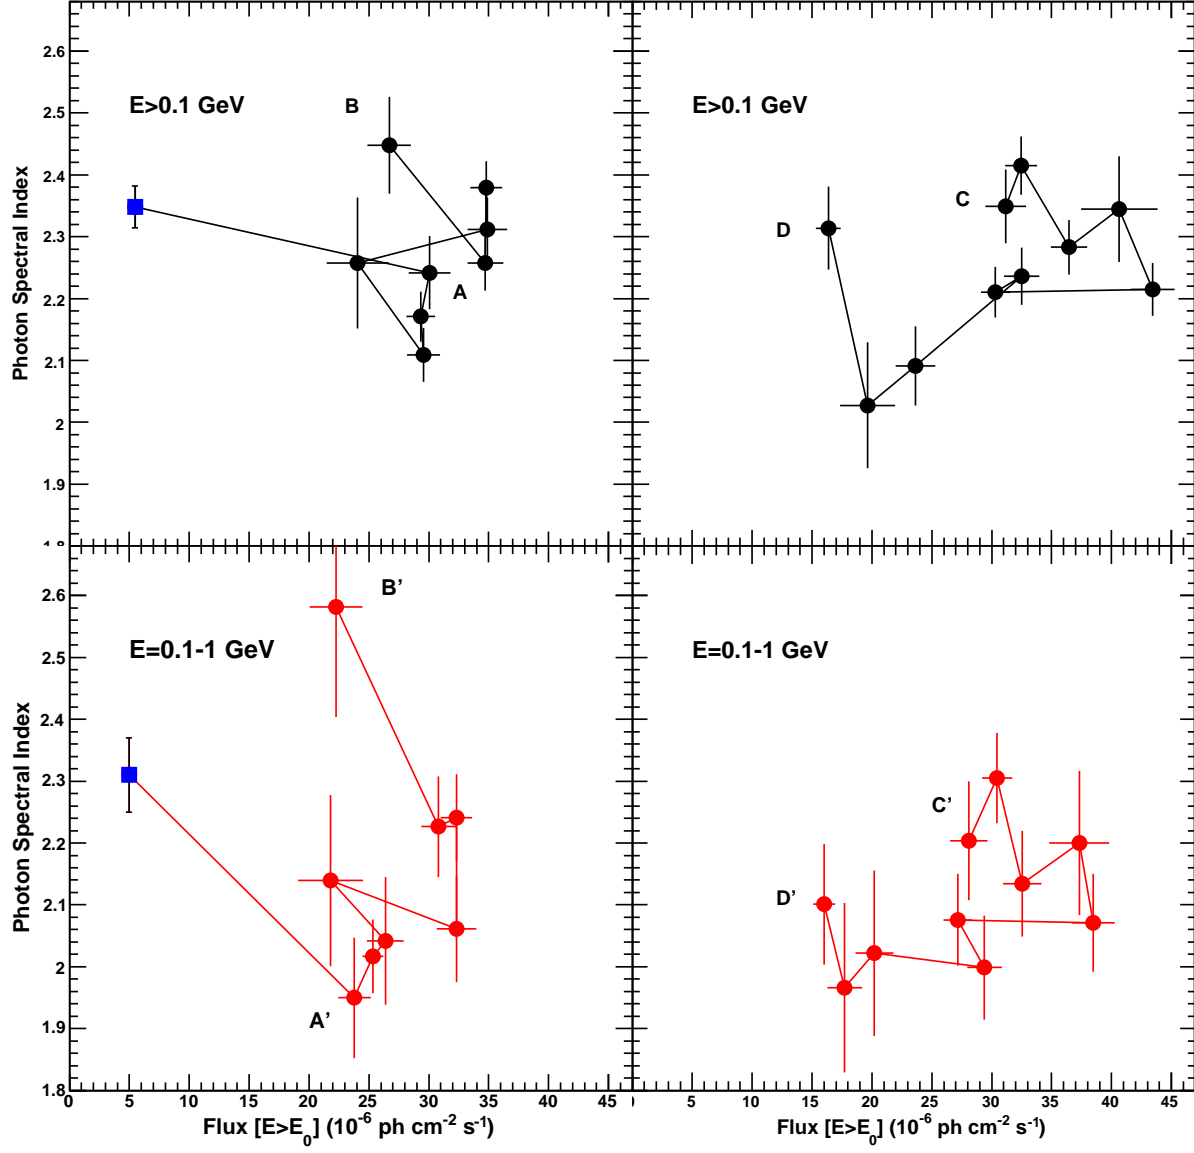 2.6
2.5
2.4
2.3
2.2
2.1
2
1.9
Photon Spectral Index
E>0.1 GeV
B
A
E>0.1 GeV
C
D
2.6
2.5
2.4
2.3
2.2
2.1
2
1.9
1.8
Photon Spectral Index
E=0.1-1 GeV
B’
A’
E=0.1-1 GeV
C’
D’
0 5 10 15 20 25 30 35 40 45
15 20 25 30 35 40 45
Flux [E>E₀] (10⁻⁶ ph cm⁻² s⁻¹)
Flux [E>E₀] (10⁻⁶ ph cm⁻² s⁻¹)